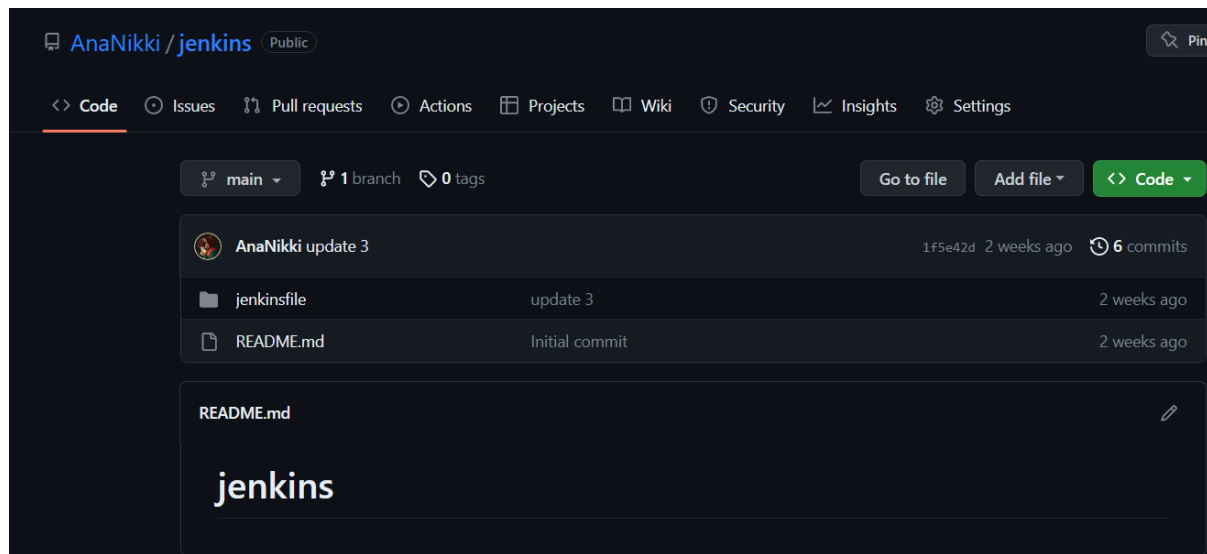 AnaNikki / jenkins Public Pin
Code Issues Pull requests Actions Projects Wiki Security Insights Settings
main 1 branch 0 tags Go to file Add file Code
AnaNikki update 3 1f5e42d 2 weeks ago 6 commits
jenkinsfile update 3 2 weeks ago
README.md Initial commit 2 weeks ago
README.md
jenkins